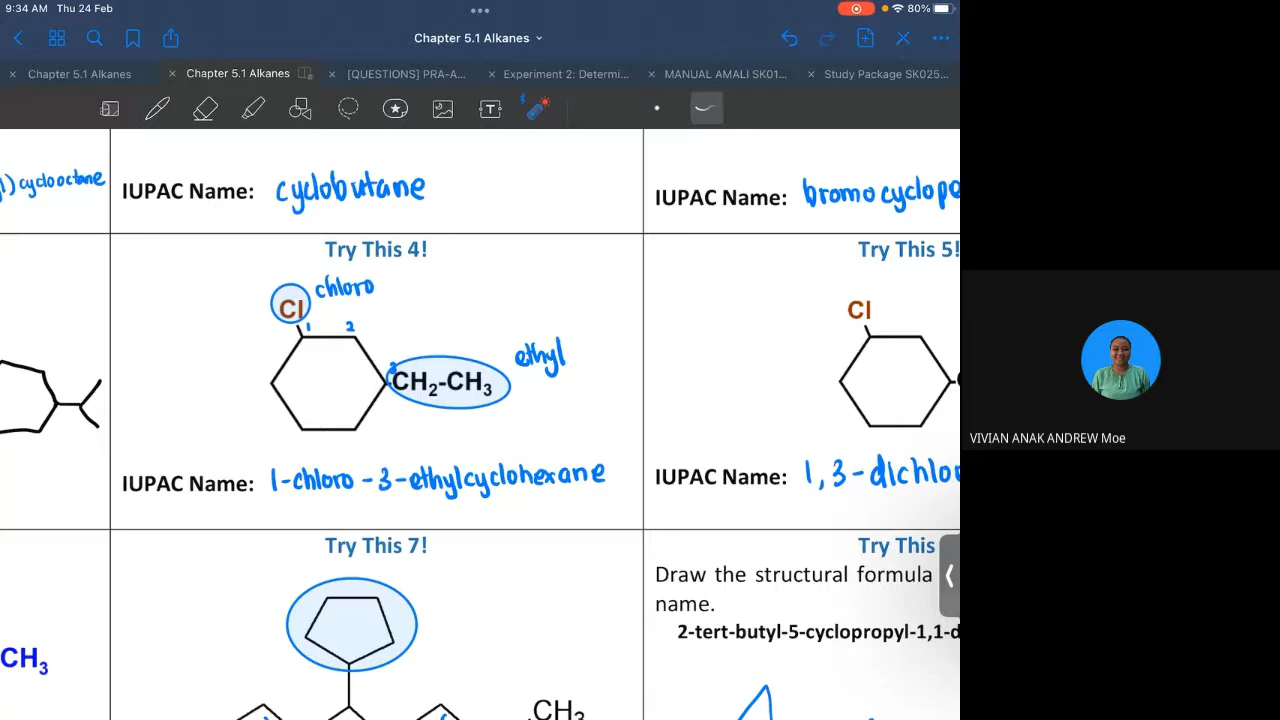 9:34 AM Thu 24 Feb
80%
Chapter 5.1 Alkanes
Chapter 5.1 Alkanes
Chapter 5.1 Alkanes
[QUESTIONS] PRA-A...
Experiment 2: Determi...
MANUAL AMALI SK01...
Study Package SK025...
T
l) cyclooctane
IUPAC Name: cyclobutane
IUPAC Name: bromocyclope
Try This 4!
Try This 5!
Cl chloro
1 2
3
CH2-CH3
ethyl
Cl
IUPAC Name: 1-chloro-3-ethylcyclohexane
IUPAC Name: 1,3-dichlor
Try This 7!
Try This
Draw the structural formula
name.
2-tert-butyl-5-cyclopropyl-1,1-d
CH3
CH3
VIVIAN ANAK ANDREW Moe